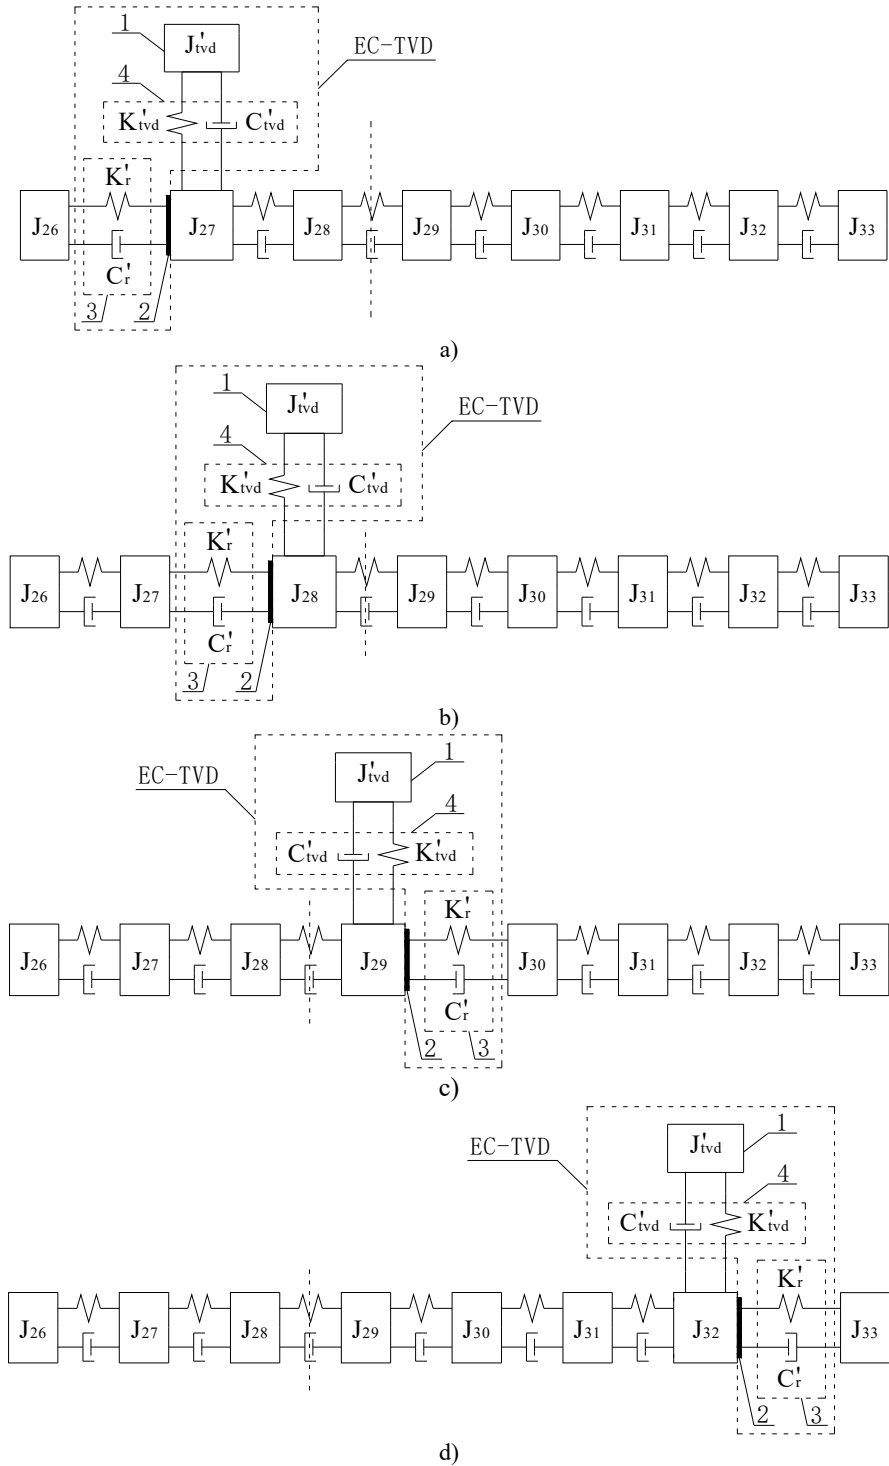 1
J'tvd
EC-TVD
4
K'tvd C'tvd
K'r
J26 J27 J28 J29 J30 J31 J32 J33
C'r
3 2
a)
1
J'tvd
EC-TVD
4
K'tvd C'tvd
K'r
J26 J27 J28 J29 J30 J31 J32 J33
C'r
3 2
b)
1
J'tvd
EC-TVD
4
C'tvd K'tvd
K'r
J26 J27 J28 J29 J30 J31 J32 J33
C'r
2 3
c)
1
J'tvd
EC-TVD
4
C'tvd K'tvd
K'r
J26 J27 J28 J29 J30 J31 J32 J33
C'r
2 3
d)